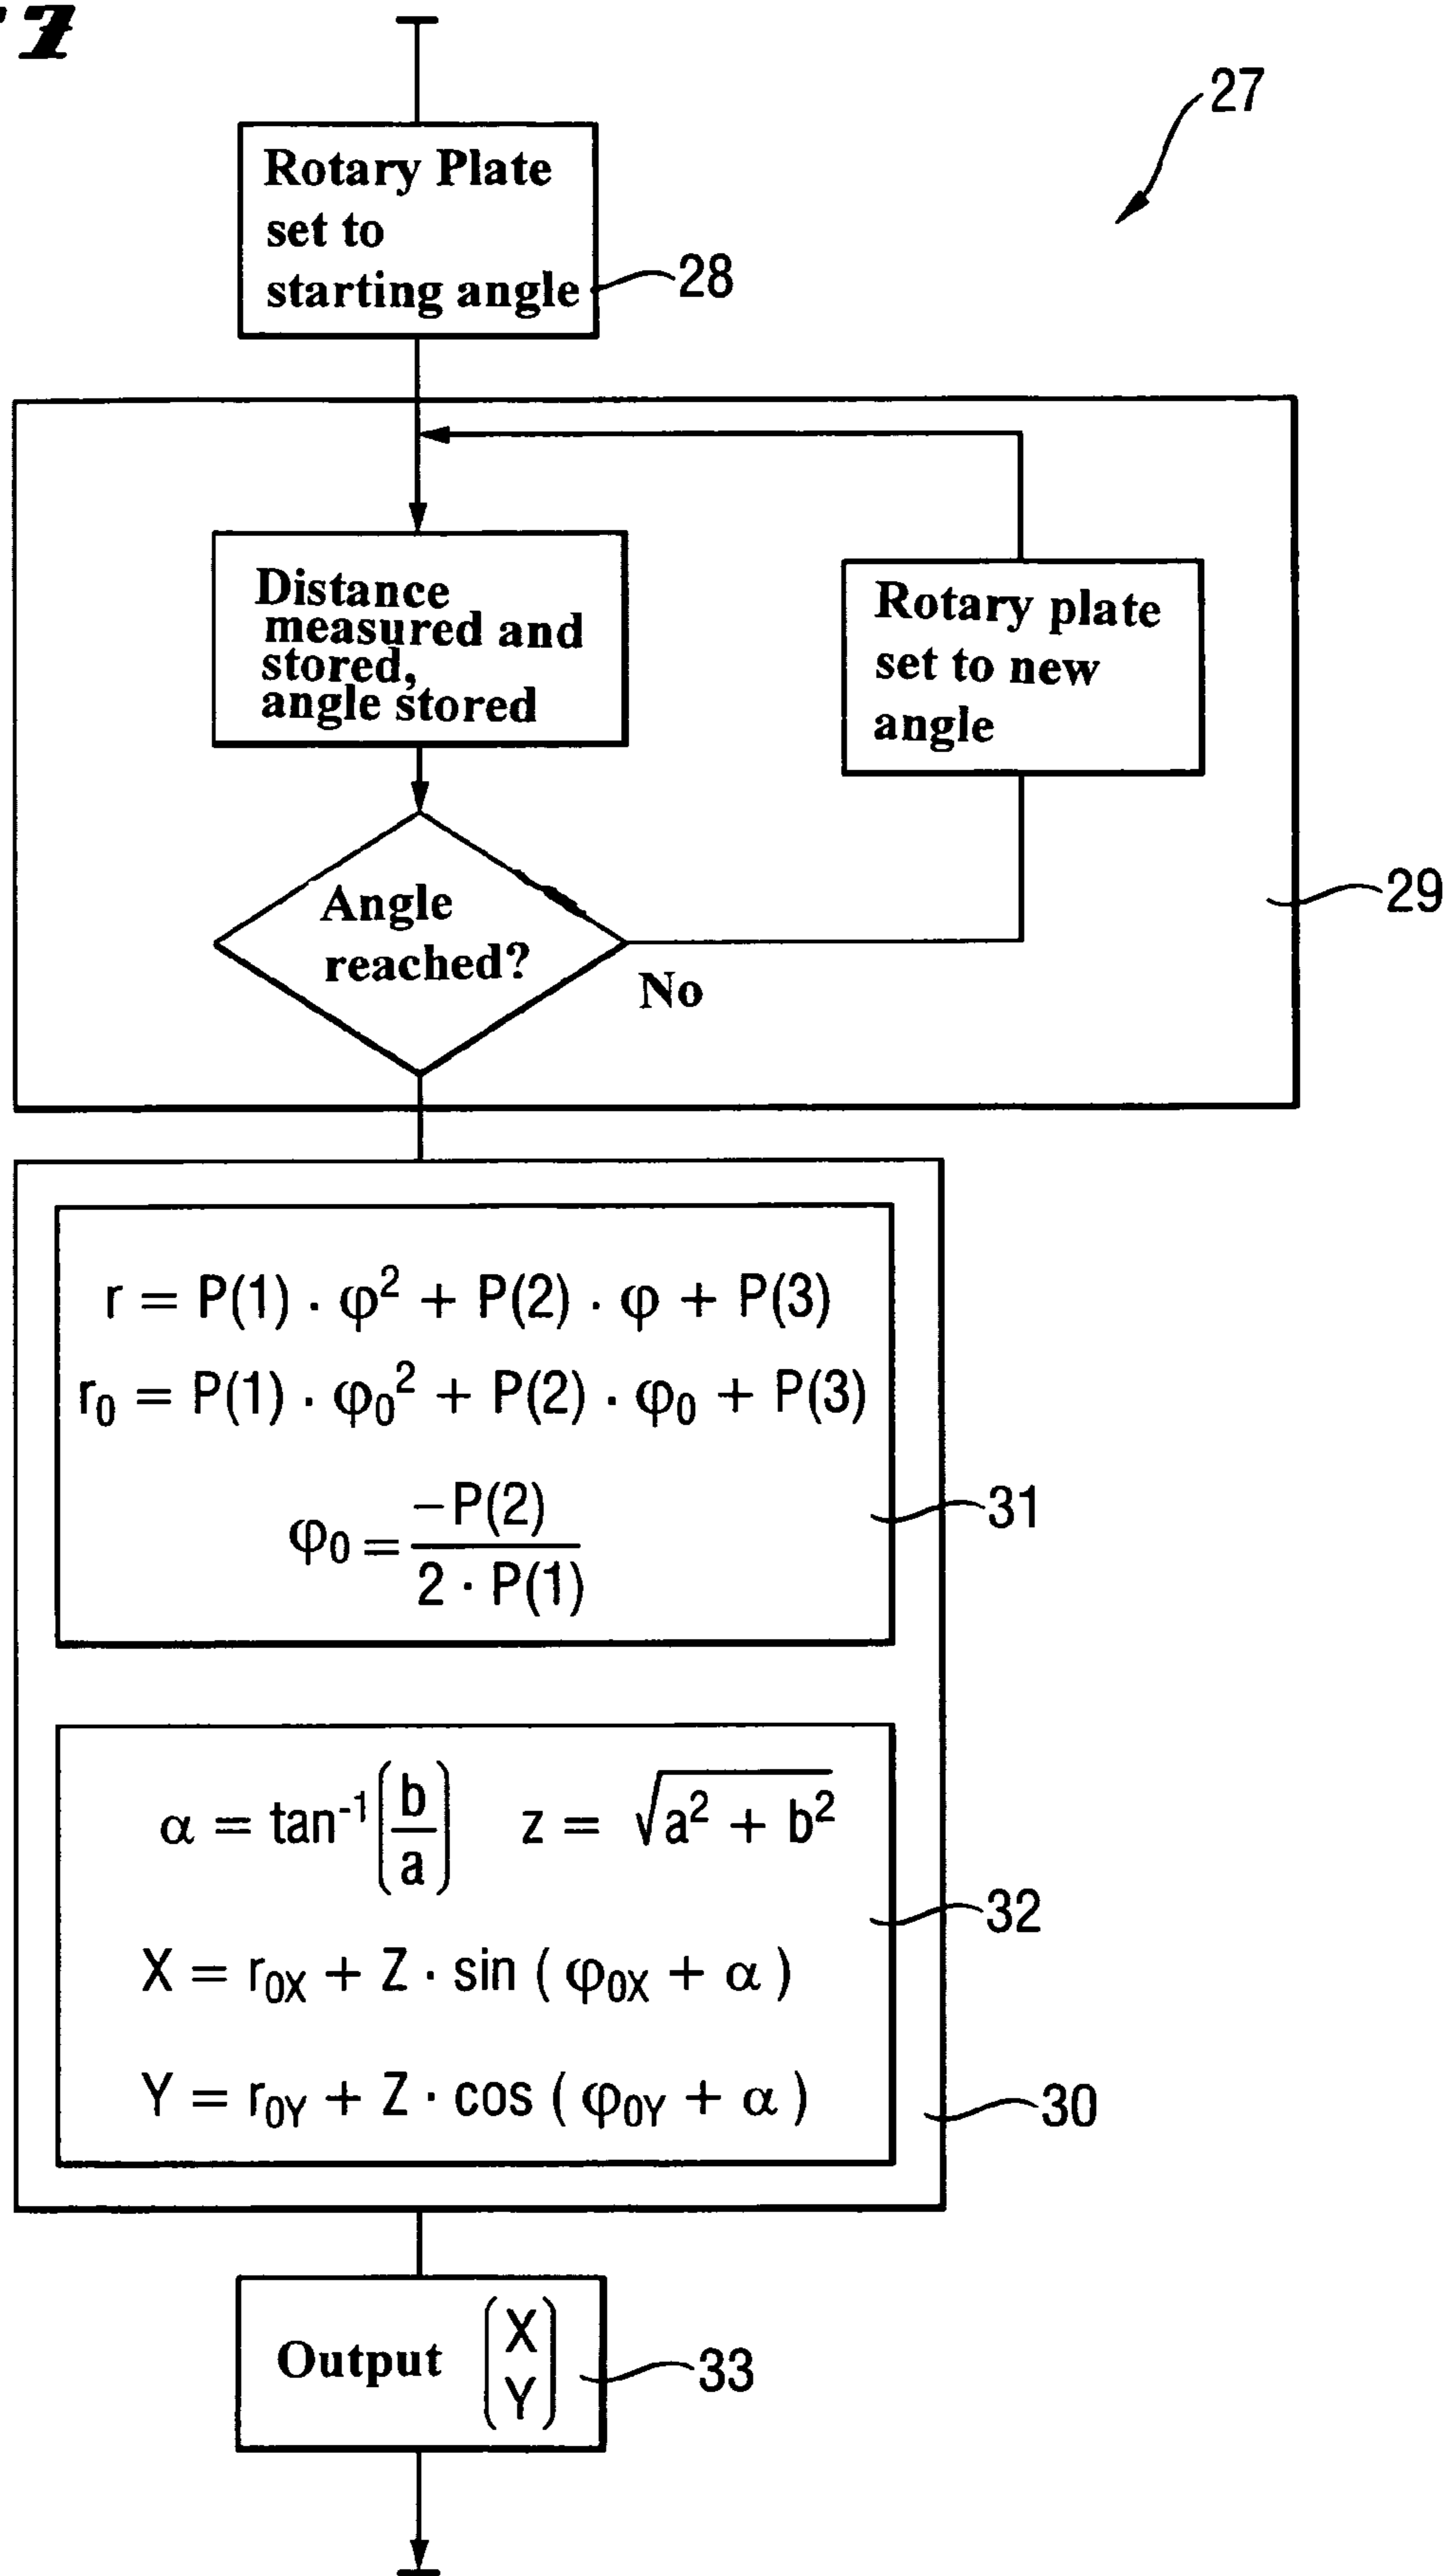 7
27
Rotary Plate
set to
starting angle
28
Distance
measured and
stored,
angle stored
Rotary plate
set to new
angle
Angle
reached?
No
29
r = P(1) · φ² + P(2) · φ + P(3)
r₀ = P(1) · φ₀² + P(2) · φ₀ + P(3)
φ₀ = −P(2) / 2 · P(1)
31
α = tan⁻¹(b/a) z = √a² + b²
32
X = r₀X + Z · sin ( φ₀X + α )
Y = r₀Y + Z · cos ( φ₀Y + α )
30
Output (X Y)
33